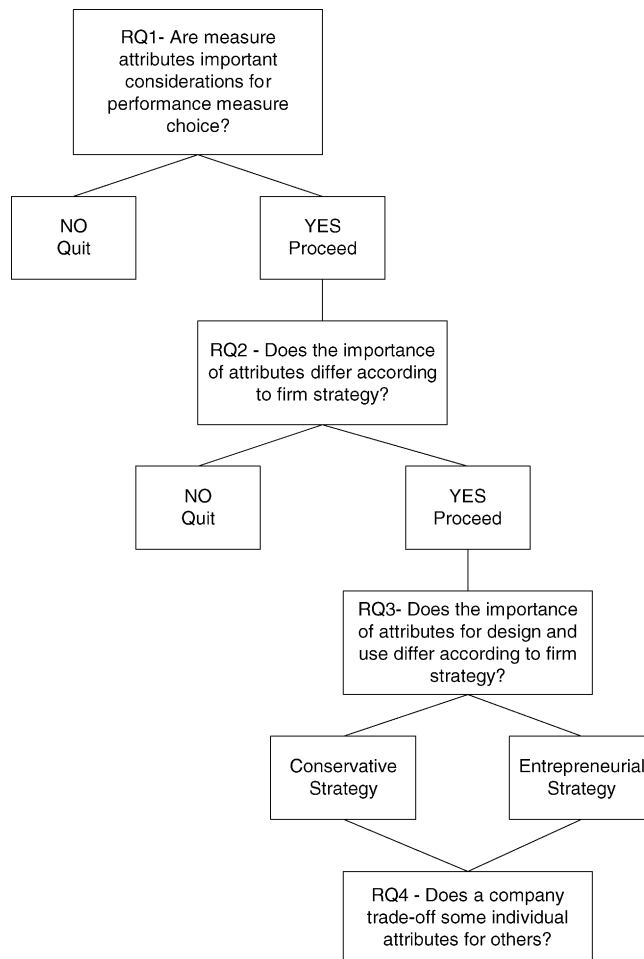 RQ1- Are measure
attributes important
considerations for
performance measure
choice?
NO
Quit
YES
Proceed
RQ2 - Does the importance
of attributes differ according
to firm strategy?
NO
Quit
YES
Proceed
RQ3- Does the importance
of attributes for design and
use differ according to firm
strategy?
Conservative
Strategy
Entrepreneurial
Strategy
RQ4 - Does a company
trade-off some individual
attributes for others?